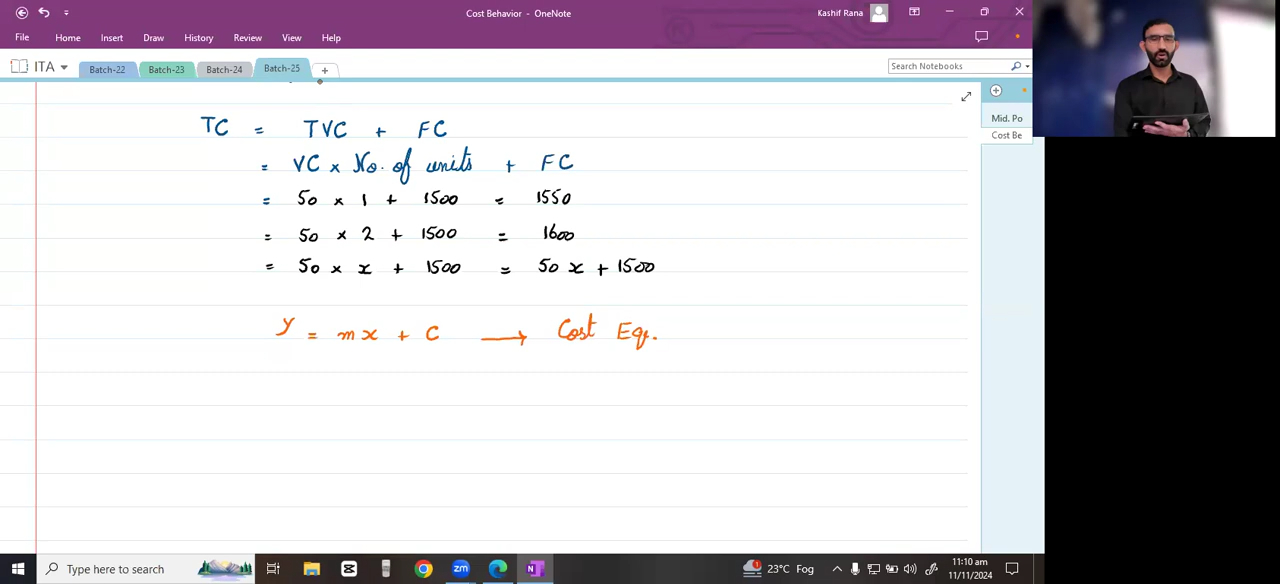 Cost Behavior - OneNote
Kashif Rana
File Home Insert Draw History Review View Help
ITA Batch-22 Batch-23 Batch-24 Batch-25 +
Search Notebooks
Mid. Po
Cost Be
TC = TVC + FC
= VC × No. of units + FC
= 50 × 1 + 1500 = 1550
= 50 × 2 + 1500 = 1600
= 50 × x + 1500 = 50 x + 1500
y = mx + C → Cost Eq.
Type here to search
23°C Fog
11:10 am
11/11/2024